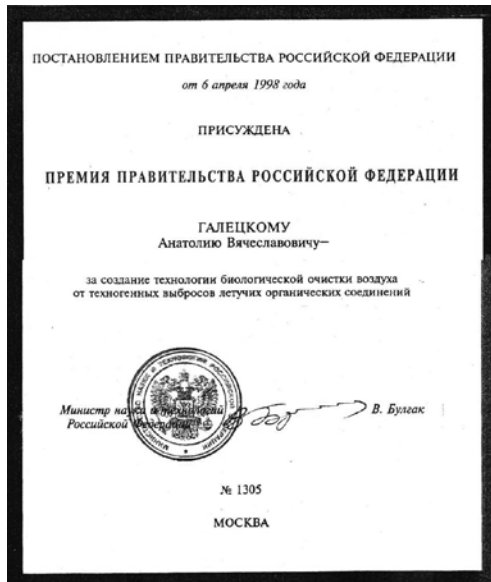 ПОСТАНОВЛЕНИЕМ ПРАВИТЕЛЬСТВА РОССИЙСКОЙ ФЕДЕРАЦИИ
от 6 апреля 1998 года
ПРИСУЖДЕНА
ПРЕМИЯ ПРАВИТЕЛЬСТВА РОССИЙСКОЙ ФЕДЕРАЦИИ
ГАЛЕЦКОМУ
Анатолию Вячеславовичу—
за создание технологии биологической очистки воздуха
от техногенных выбросов летучих органических соединений
Министр науки и технологий
Российской Федерации
В. Булгак
№ 1305
МОСКВА